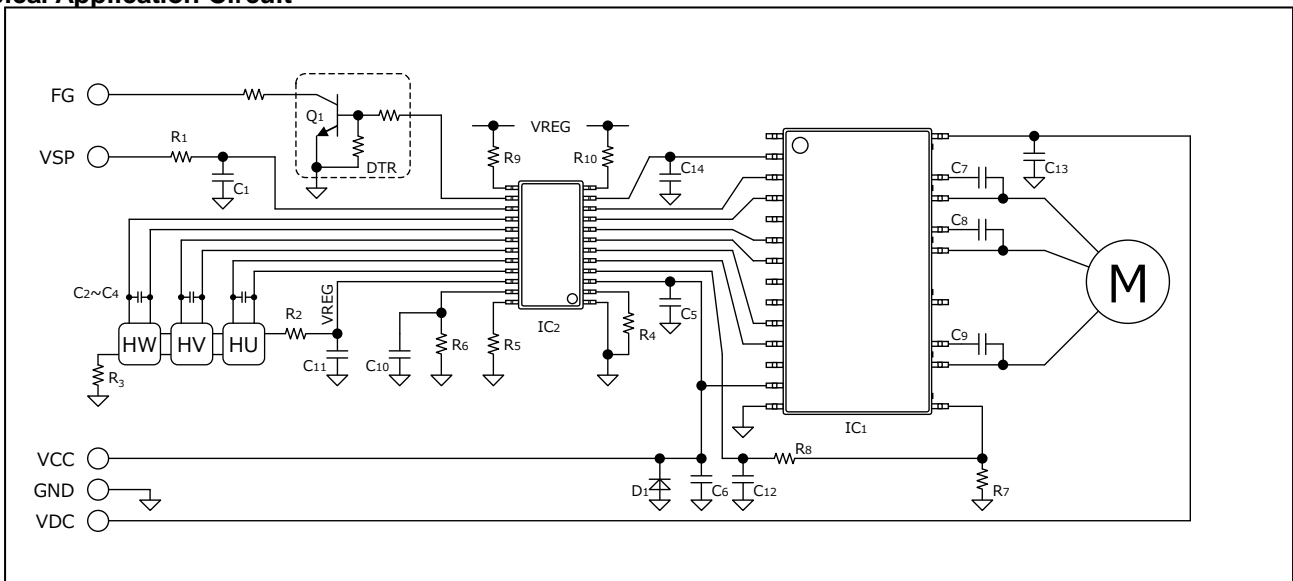 Application Circuit
FG
Q1
DTR
VREG
R9
R10
VSP
R1
C1
C14
C7
C13
C8
C2~C4
HW
HV
HU
R2
VREG
R3
C11
C10
R6
R5
IC2
R4
C5
C9
M
IC1
VCC
R8
D1
C6
C12
R7
GND
VDC